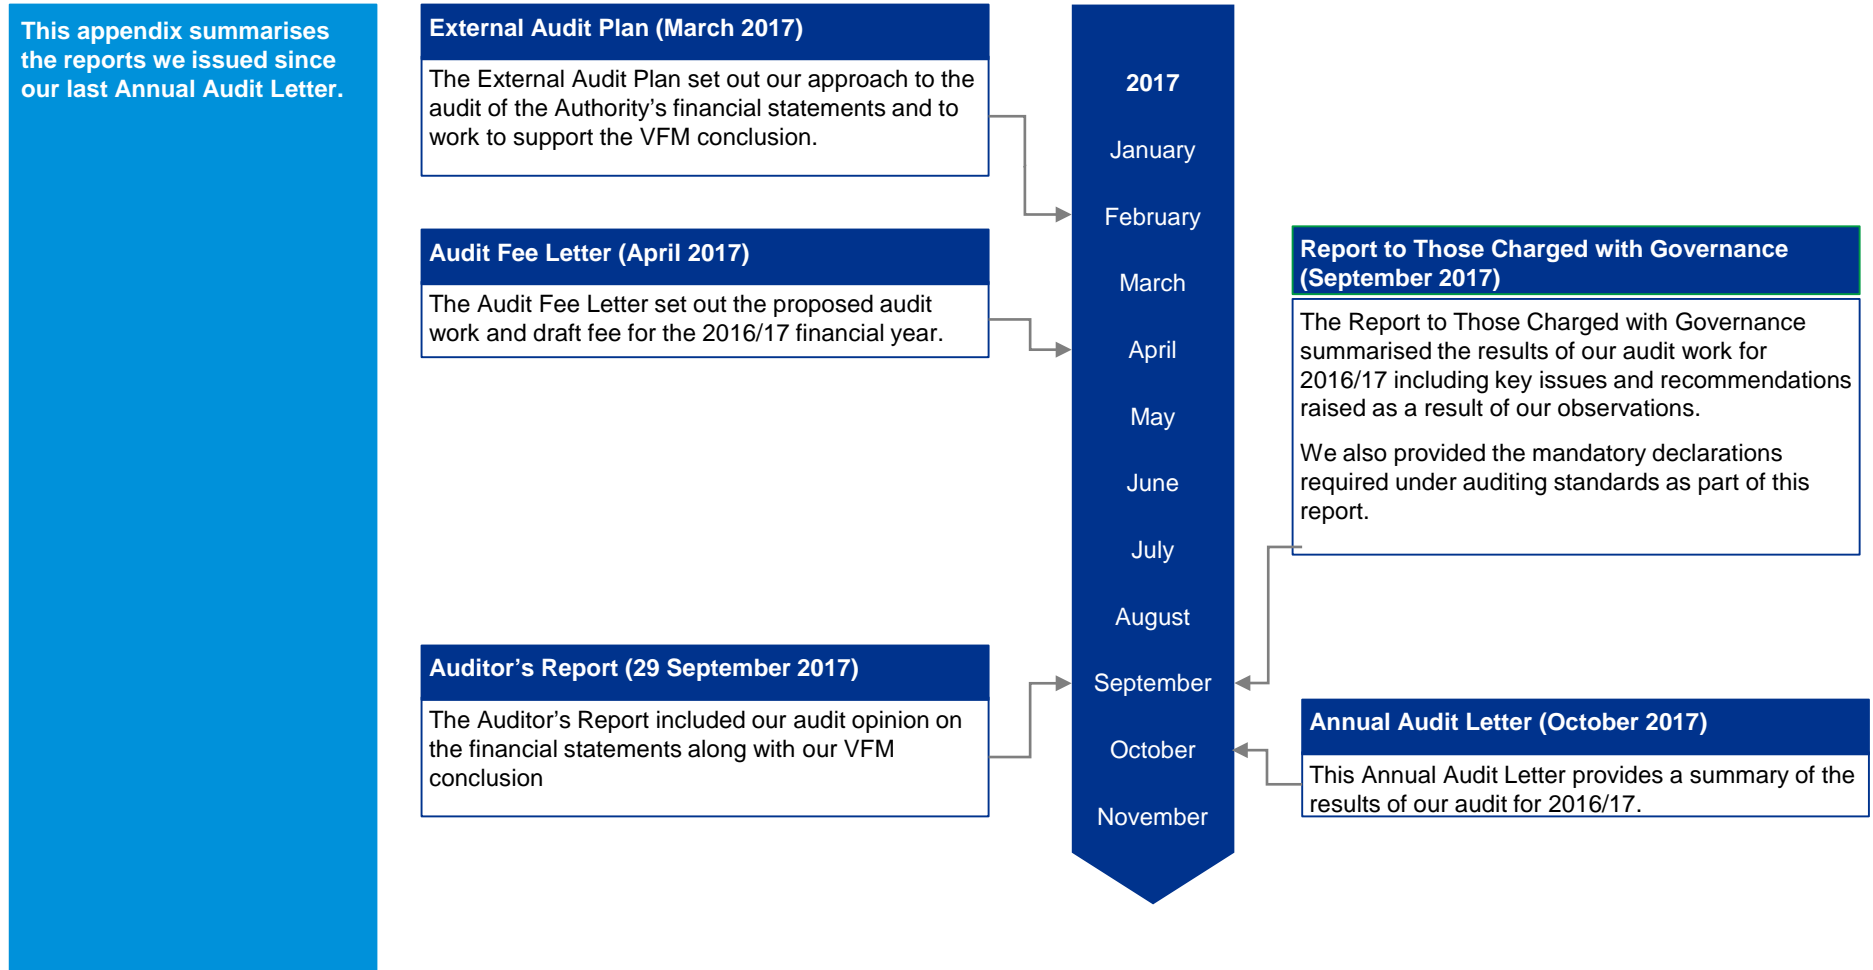 This appendix summarises
the reports we issued since
our last Annual Audit Letter.
External Audit Plan (March 2017)
The External Audit Plan set out our approach to the
audit of the Authority’s financial statements and to
work to support the VFM conclusion.
Audit Fee Letter (April 2017)
The Audit Fee Letter set out the proposed audit
work and draft fee for the 2016/17 financial year.
Auditor’s Report (29 September 2017)
The Auditor’s Report included our audit opinion on
the financial statements along with our VFM
conclusion
2017
January
February
March
April
May
June
July
August
September
October
November
Report to Those Charged with Governance
(September 2017)
The Report to Those Charged with Governance
summarised the results of our audit work for
2016/17 including key issues and recommendations
raised as a result of our observations.
We also provided the mandatory declarations
required under auditing standards as part of this
report.
Annual Audit Letter (October 2017)
This Annual Audit Letter provides a summary of the
results of our audit for 2016/17.